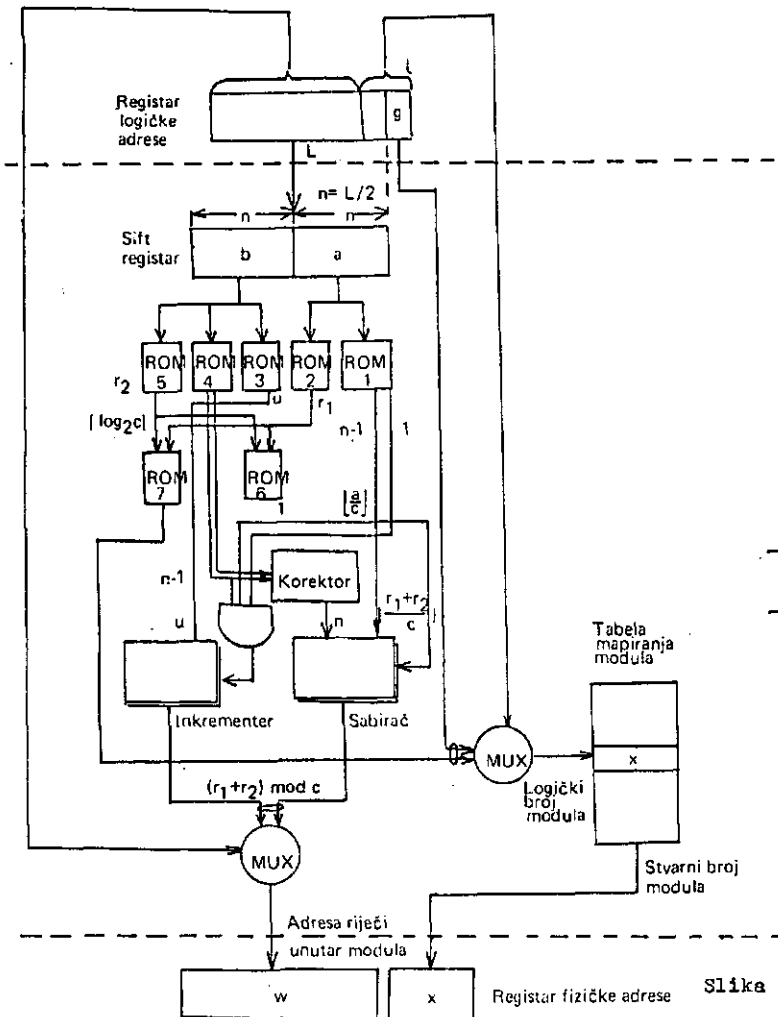 l
Registar
logičke
adrese
g
L
n= L/2
n
n
Sift
registar
b
a
ROM
5
ROM
4
ROM
3
ROM
2
ROM
1
r2
u
r1
⌈log2c⌉
n-1
1
ROM
7
ROM
6
1
⌊a/c⌋
n-1
Korektor
r1+r2
c
u
n
Inkrementer
Sabirač
Tabela
mapiranja
modula
x
MUX
Logički
broj
modula
(r1+r2) mod c
MUX
Stvarni broj
modula
Adresa riječi
unutar modula
w
x
Registar fizičke adrese
Slika